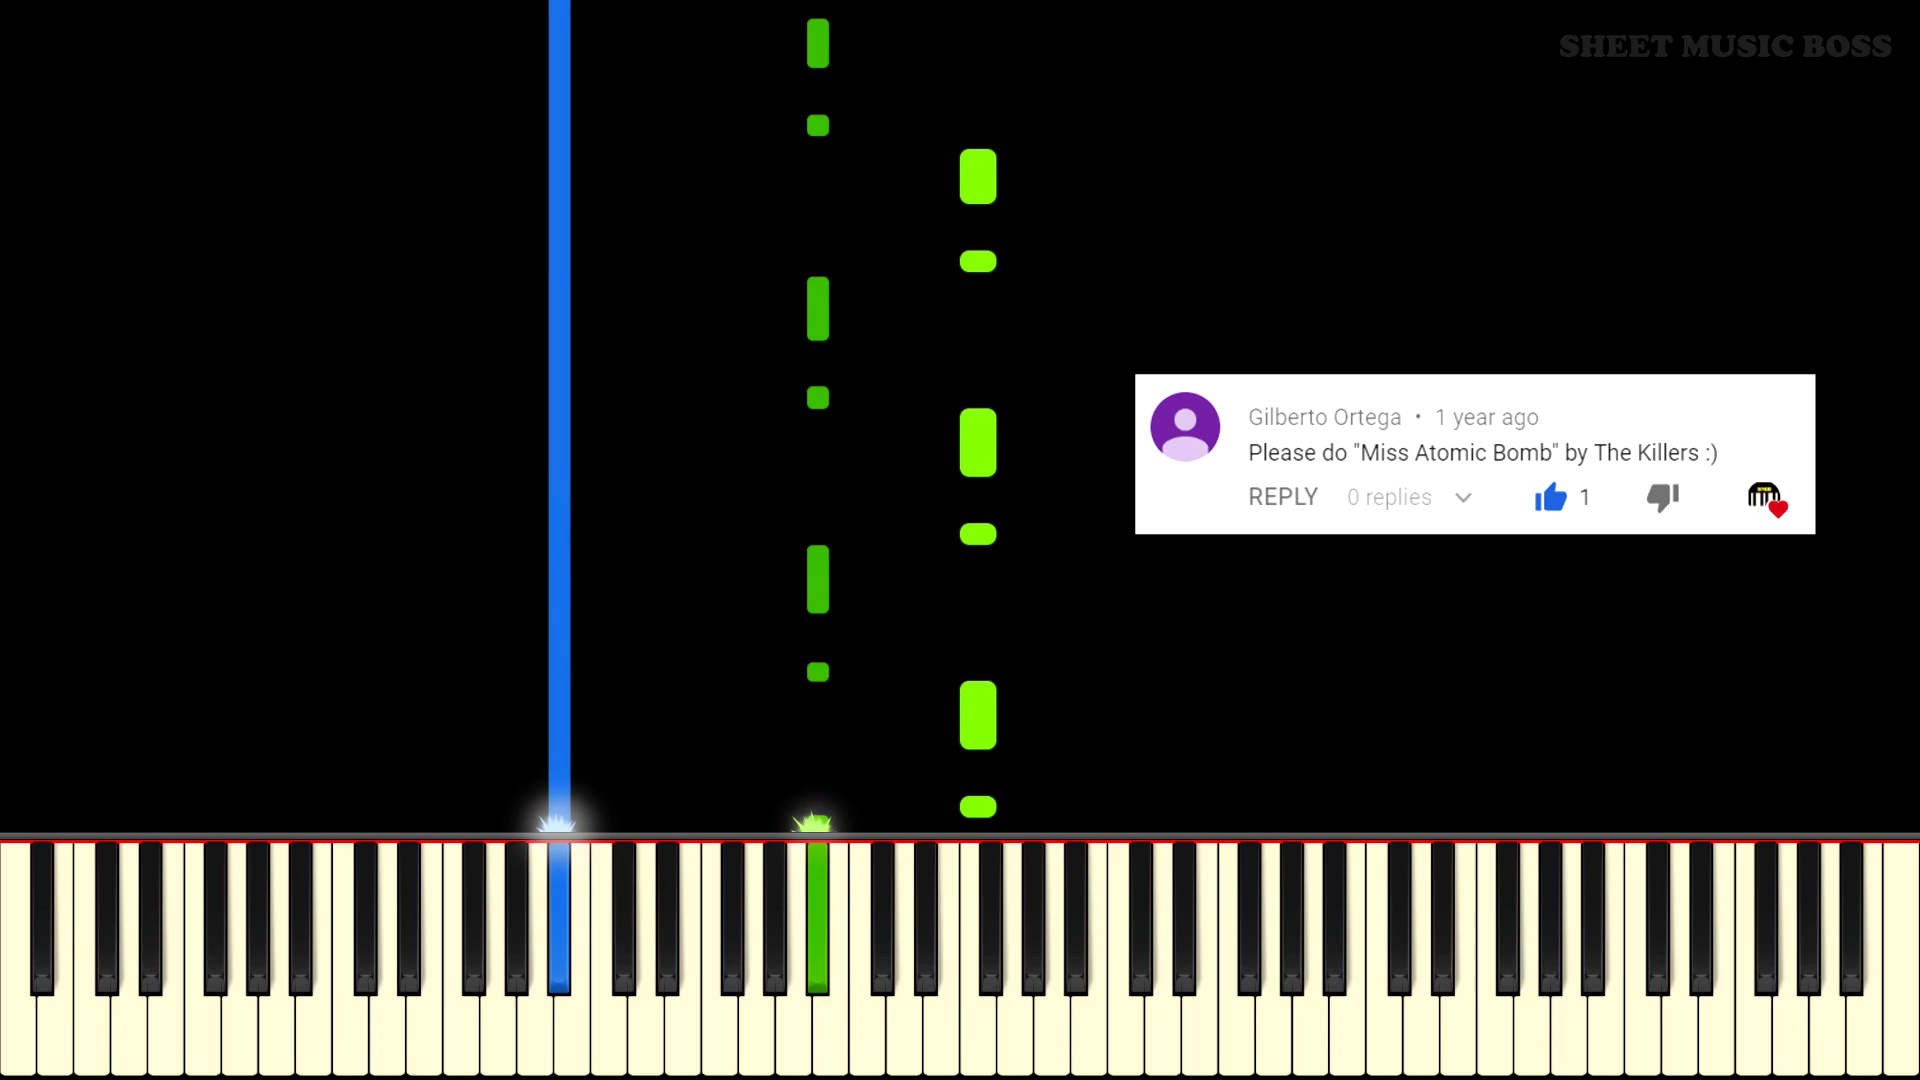 SHEET MUSIC BOSS
Gilberto Ortega • 1 year ago
Please do "Miss Atomic Bomb" by The Killers :)
REPLY 0 replies 1